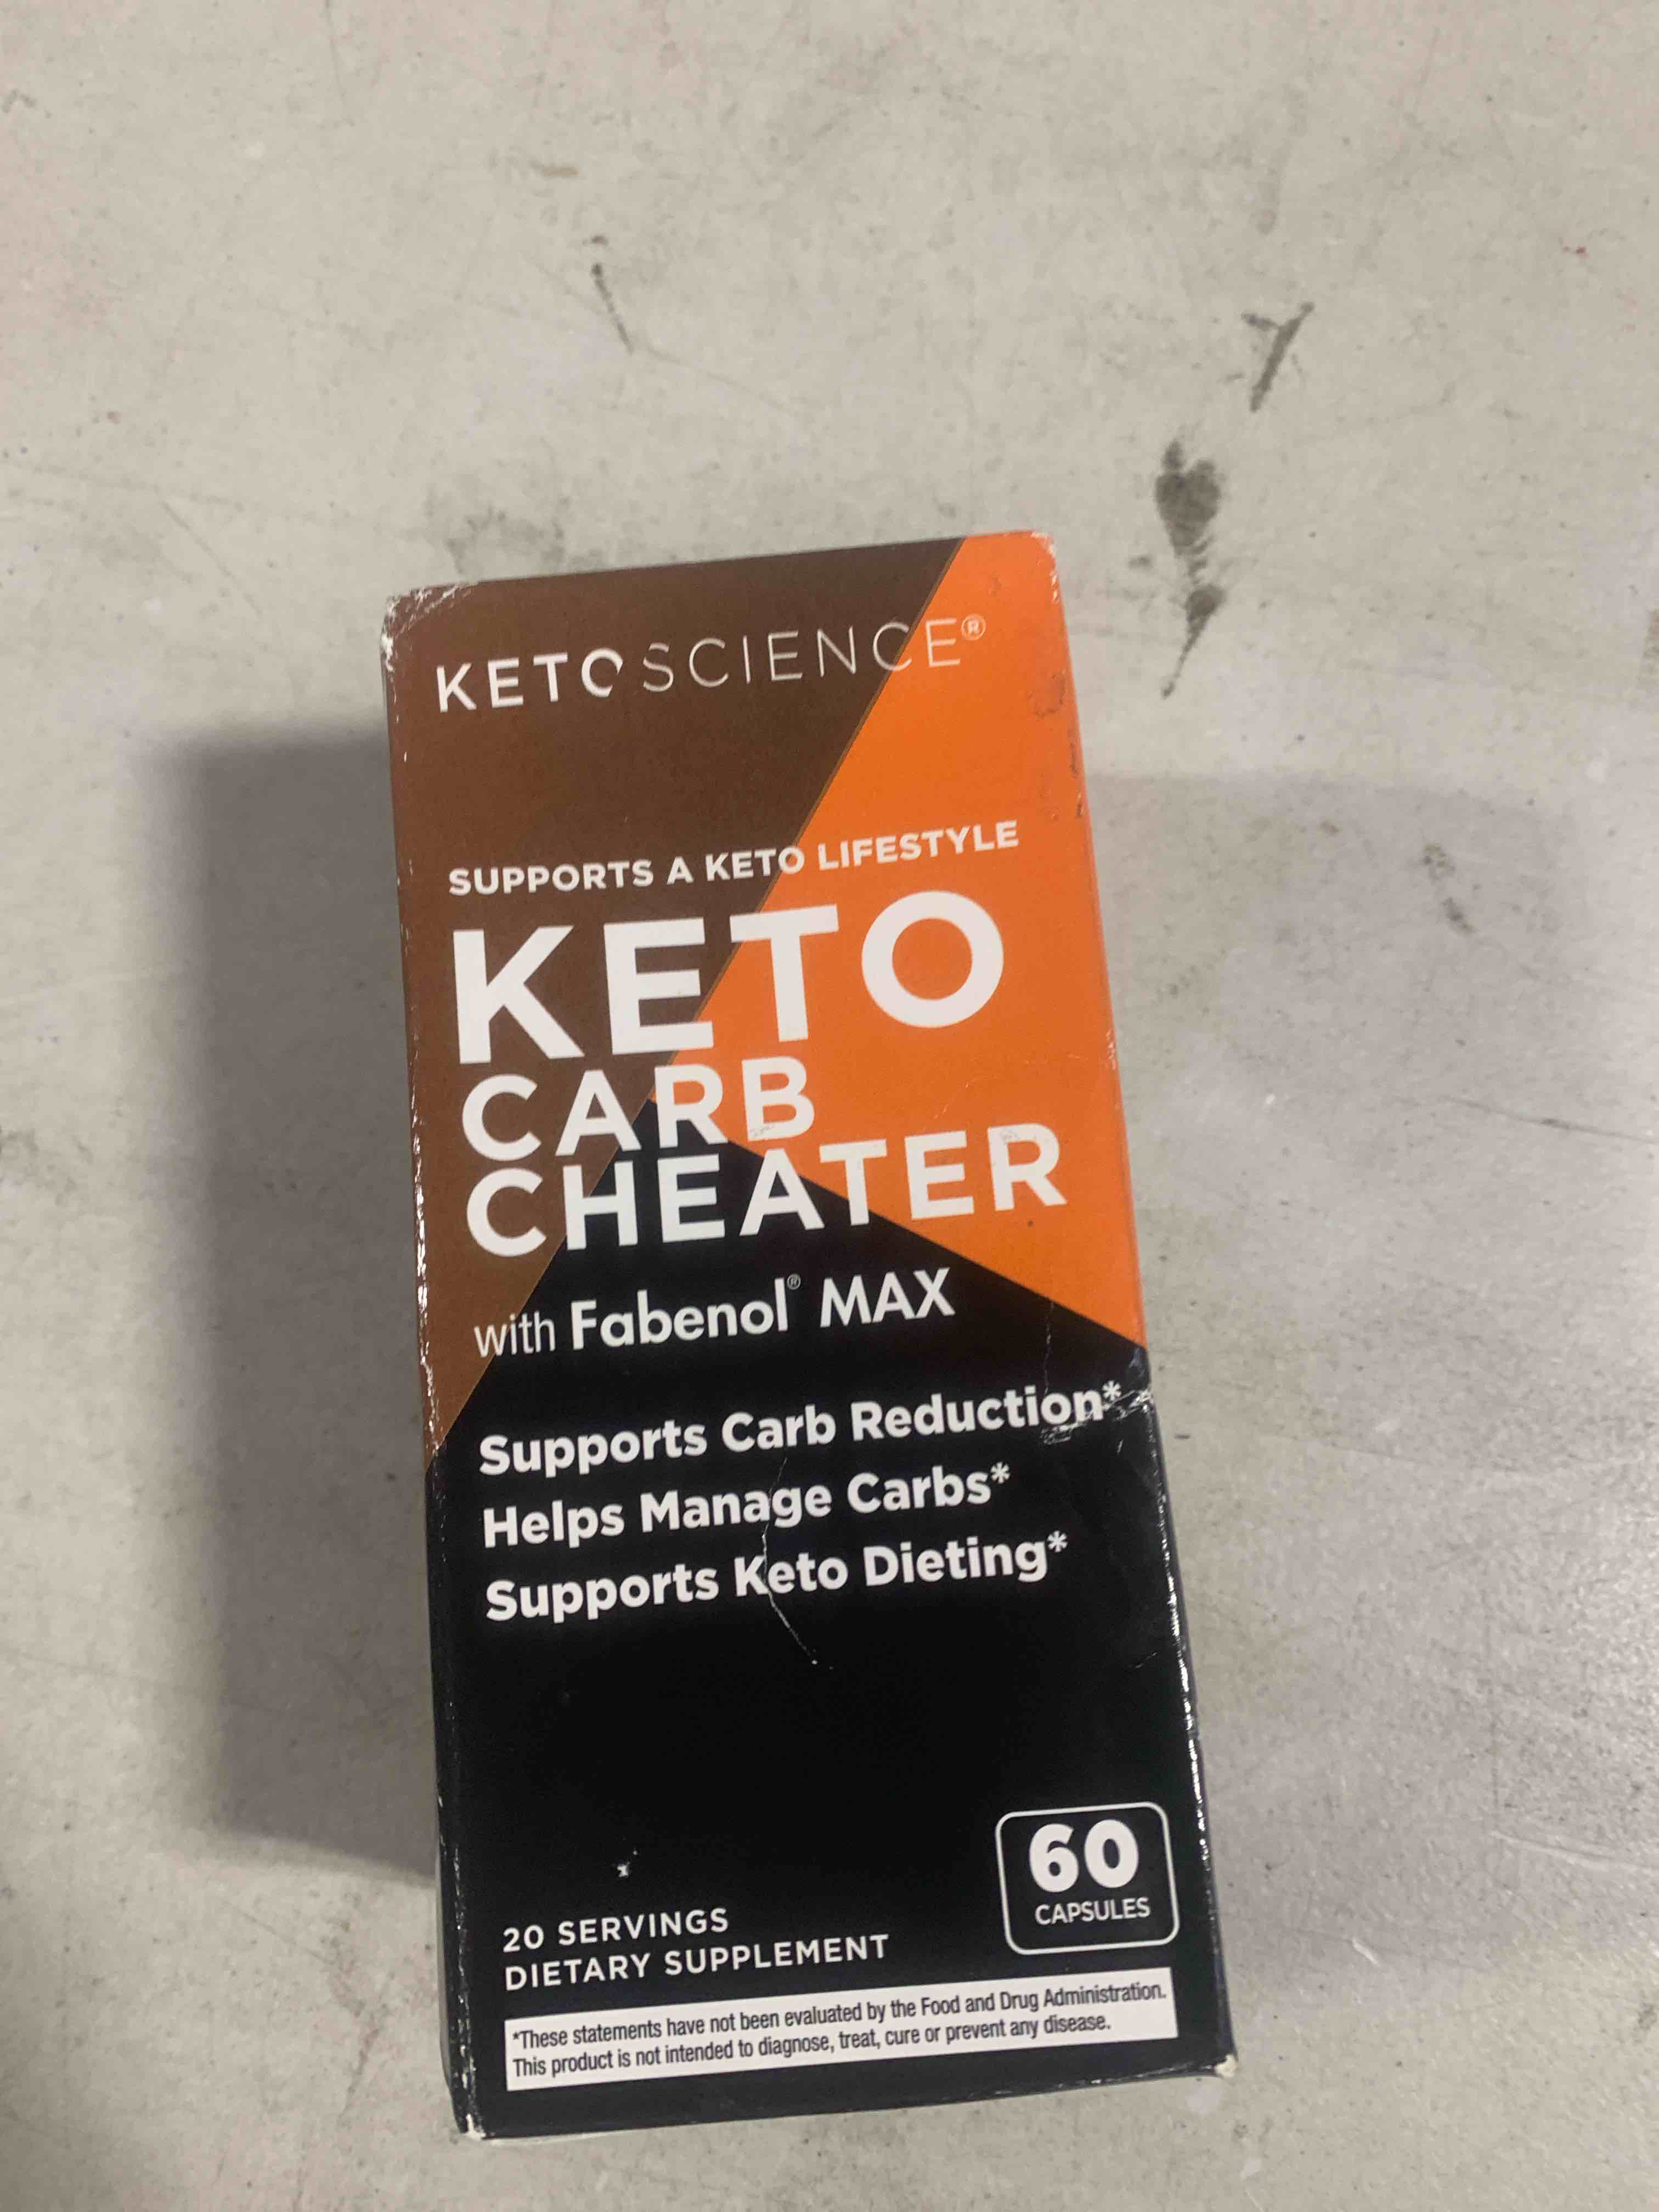 KETOSCIENCE®
SUPPORTS A KETO LIFESTYLE
KETO
CARB
CHEATER
with Fabenol® MAX
Supports Carb Reduction*
Helps Manage Carbs*
Supports Keto Dieting*
60
CAPSULES
20 SERVINGS
DIETARY SUPPLEMENT
*These statements have not been evaluated by the Food and Drug Administration.
This product is not intended to diagnose, treat, cure or prevent any disease.